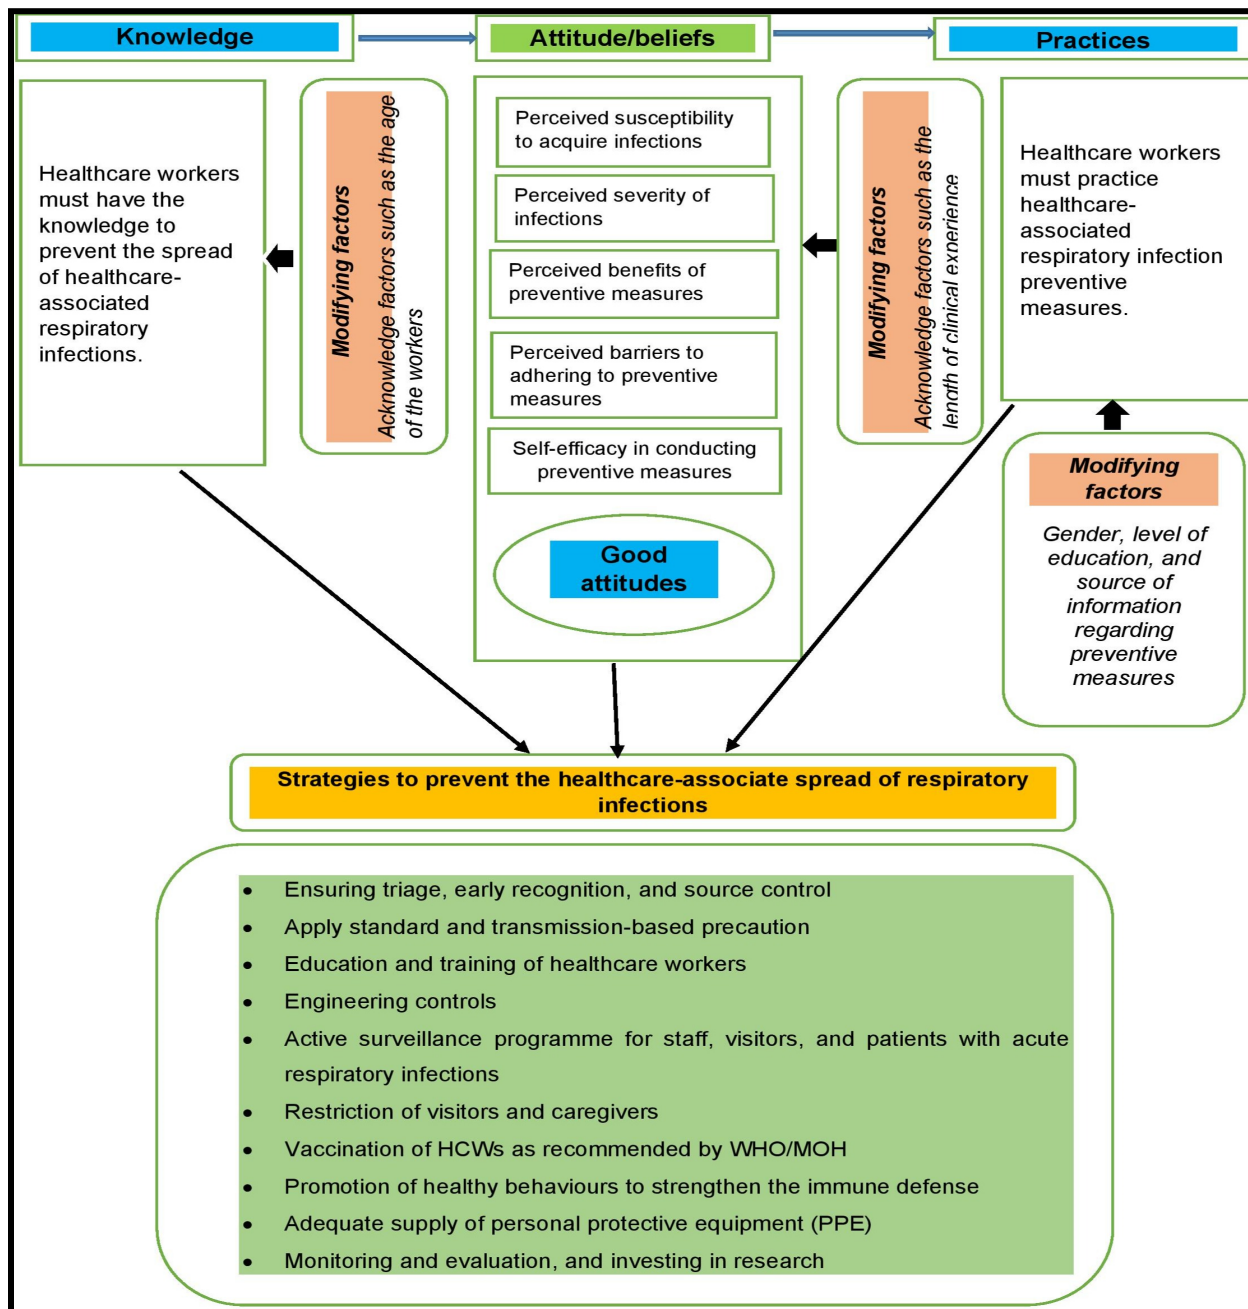 Knowledge
Attitude/beliefs
Practices
Healthcare workers
must have the
knowledge to
prevent the spread
of healthcare-
associated
respiratory
infections.
Modifying factors
Acknowledge factors such as the age
of the workers
Perceived susceptibility
to acquire infections
Perceived severity of
infections
Perceived benefits of
preventive measures
Perceived barriers to
adhering to preventive
measures
Self-efficacy in conducting
preventive measures
Good
attitudes
Modifying factors
Acknowledge factors such as the
length of clinical experience
Healthcare workers
must practice
healthcare-
associated
respiratory infection
preventive
measures.
Modifying
factors
Gender, level of
education, and
source of
information
regarding
preventive
measures
Strategies to prevent the healthcare-associate spread of respiratory
infections
• Ensuring triage, early recognition, and source control
• Apply standard and transmission-based precaution
• Education and training of healthcare workers
• Engineering controls
• Active surveillance programme for staff, visitors, and patients with acute
respiratory infections
• Restriction of visitors and caregivers
• Vaccination of HCWs as recommended by WHO/MOH
• Promotion of healthy behaviours to strengthen the immune defense
• Adequate supply of personal protective equipment (PPE)
• Monitoring and evaluation, and investing in research